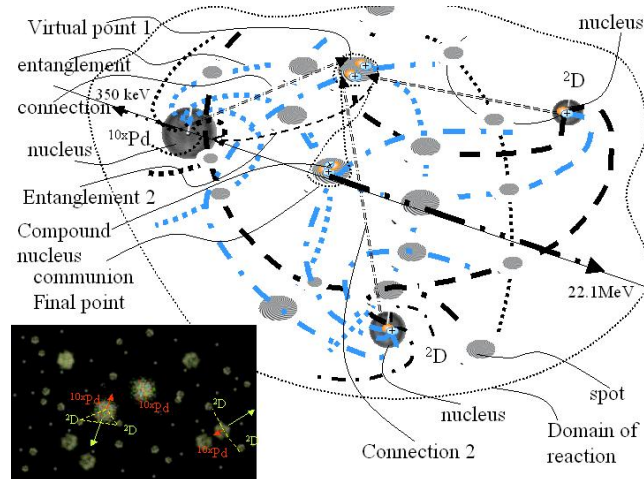 Virtual point 1
nucleus
entanglement
²D
connection
350 keV
¹⁰ˣPd
nucleus
Entanglement 2
Compound
nucleus
communion
Final point
22.1MeV
²D
spot
nucleus
Domain of
reaction
Connection 2
¹⁰ˣPd
¹⁰ˣPd
²D
²D
²D
²D
¹⁰ˣPd